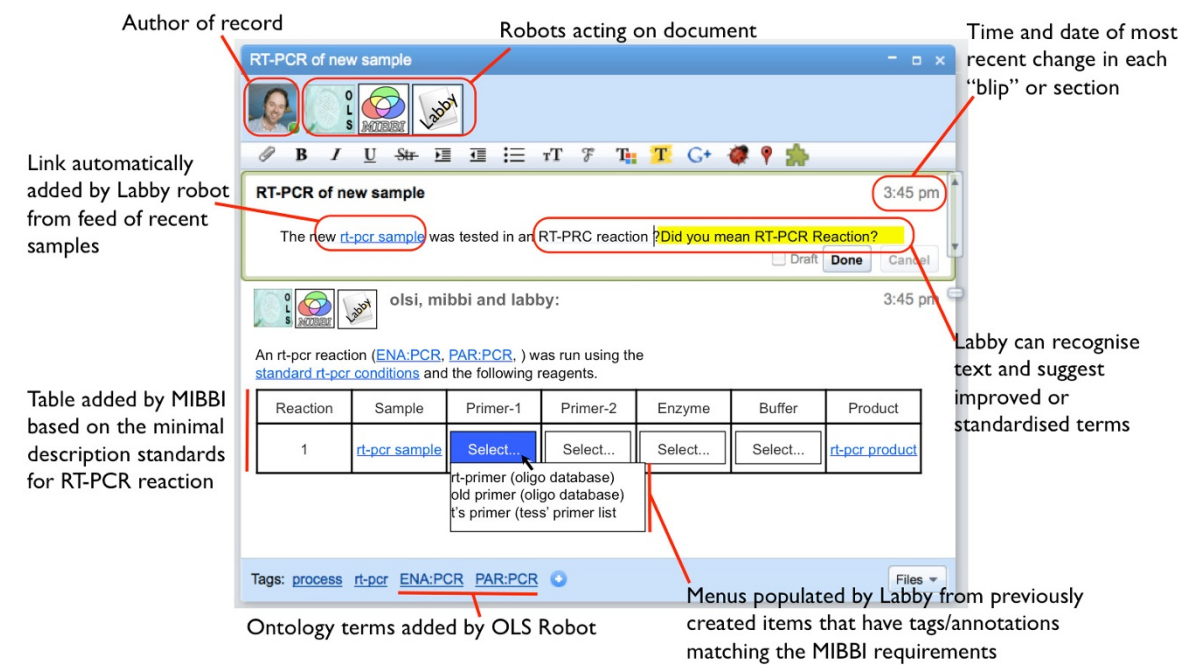 Author of record
Robots acting on document
Time and date of most
recent change in each
“blip” or section
RT-PCR of new sample
O
L
S
MIBBI
Labby
B I U Str TT F T T G+
Link automatically
added by Labby robot
from feed of recent
samples
RT-PCR of new sample
3:45 pm
The new rt-pcr sample was tested in an RT-PRC reaction ?Did you mean RT-PCR Reaction?
Draft Done Cancel
O
L
S
MIBBI
Labby
olsi, mibbi and labby:
3:45 pm
Labby can recognise
text and suggest
improved or
standardised terms
An rt-pcr reaction (ENA:PCR, PAR:PCR, ) was run using the
standard rt-pcr conditions and the following reagents.
Table added by MIBBI
based on the minimal
description standards
for RT-PCR reaction
Reaction Sample Primer-1 Primer-2 Enzyme Buffer Product
1 rt-pcr sample Select... Select... Select... Select... rt-pcr product
rt-primer (oligo database)
old primer (oligo database)
t's primer (tess' primer list
Tags: process rt-pcr ENA:PCR PAR:PCR
Files
Ontology terms added by OLS Robot
Menus populated by Labby from previously
created items that have tags/annotations
matching the MIBBI requirements